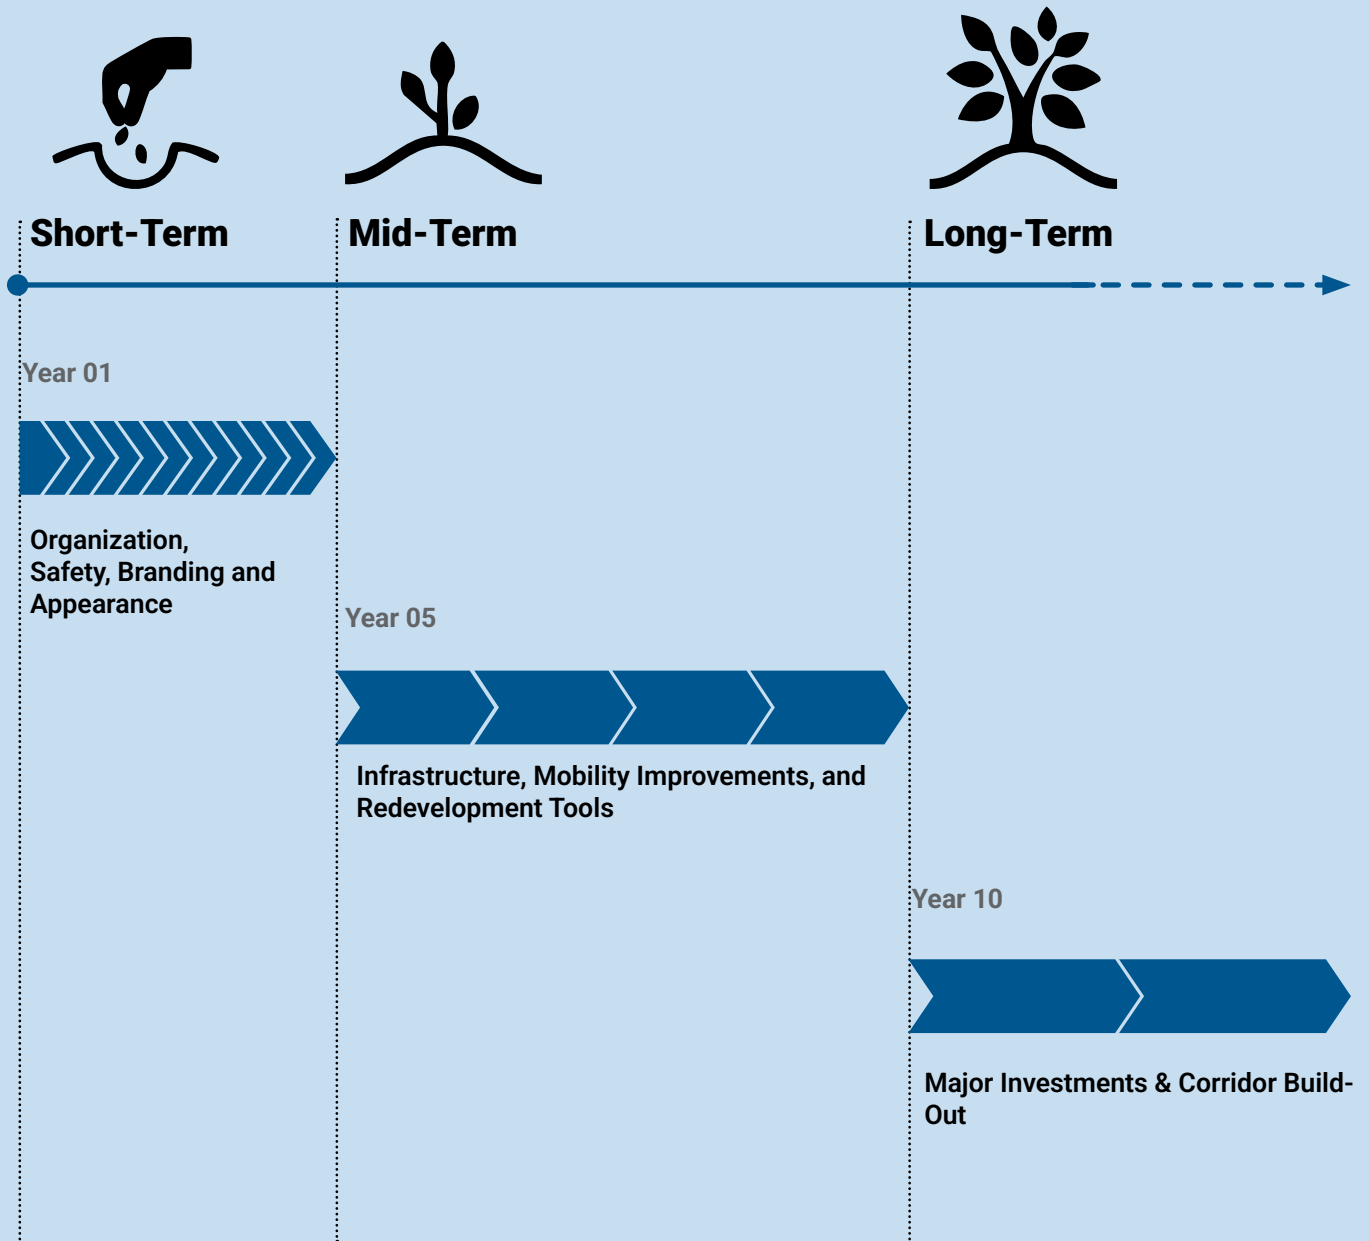 Short-Term
Mid-Term
Long-Term
Year 01
Organization,
Safety, Branding and
Appearance
Year 05
Infrastructure, Mobility Improvements, and
Redevelopment Tools
Year 10
Major Investments & Corridor Build-
Out